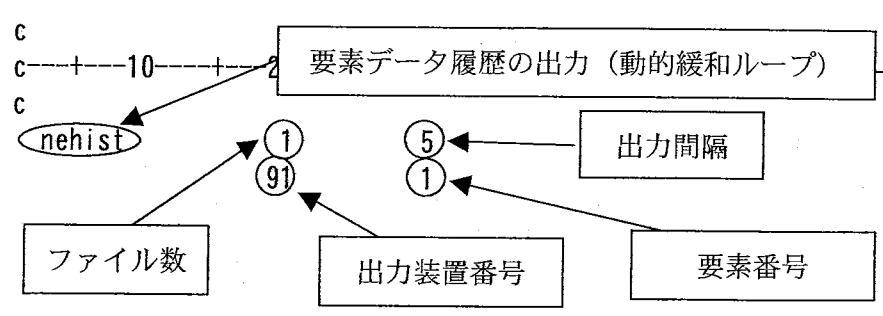 c
c---+---10-----+---2
要素データ履歴の出力（動的緩和ループ）
c
nehist 1 5
出力間隔
91 1
ファイル数
出力装置番号
要素番号